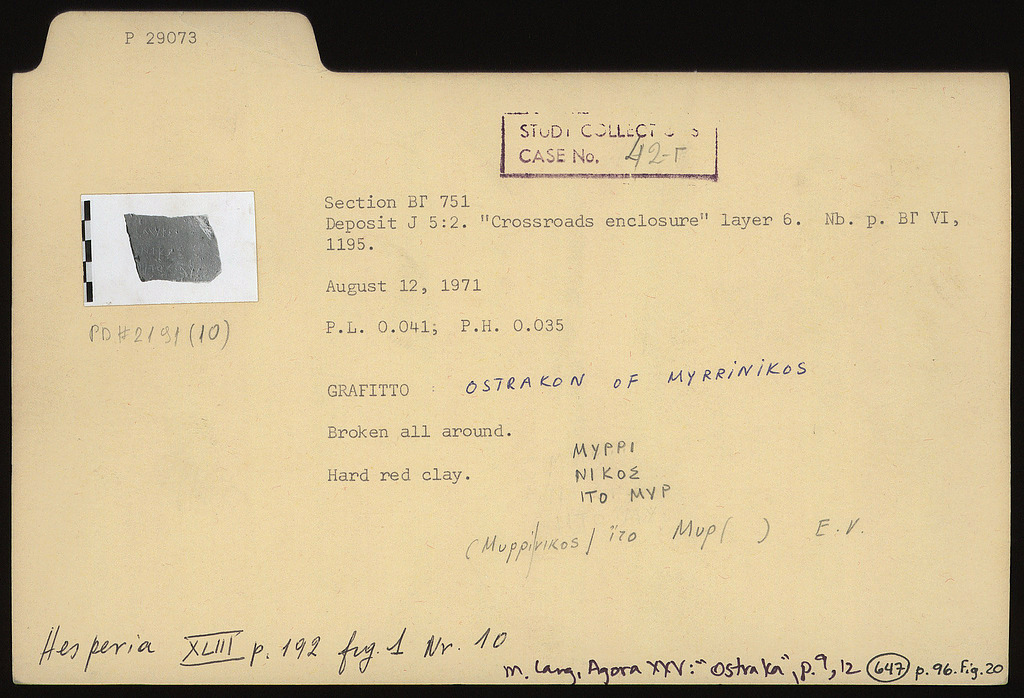 P 29073
STUDY COLLECTIONS
CASE No. 42-Γ
Section ΒΓ 751
Deposit J 5:2. "Crossroads enclosure" layer 6. Nb. p. ΒΓ VI,
1195.
August 12, 1971
P.L. 0.041; P.H. 0.035
PD#2191(10)
GRAFITTO : OSTRAKON OF MYRRINIKOS
Broken all around.
Hard red clay.
ΜΥΡΡΙ
ΝΙΚΟΣ
ΙΤΟ ΜΥΡ
(Μυρρί/νικος/ ἴτο Μυρ( ) E.V.
Hesperia XLIII p. 192 fig. 1 Nr. 10
M. Lang, Agora XXV: "Ostraka", p. 9, 12 (647) p. 96. Fig. 20